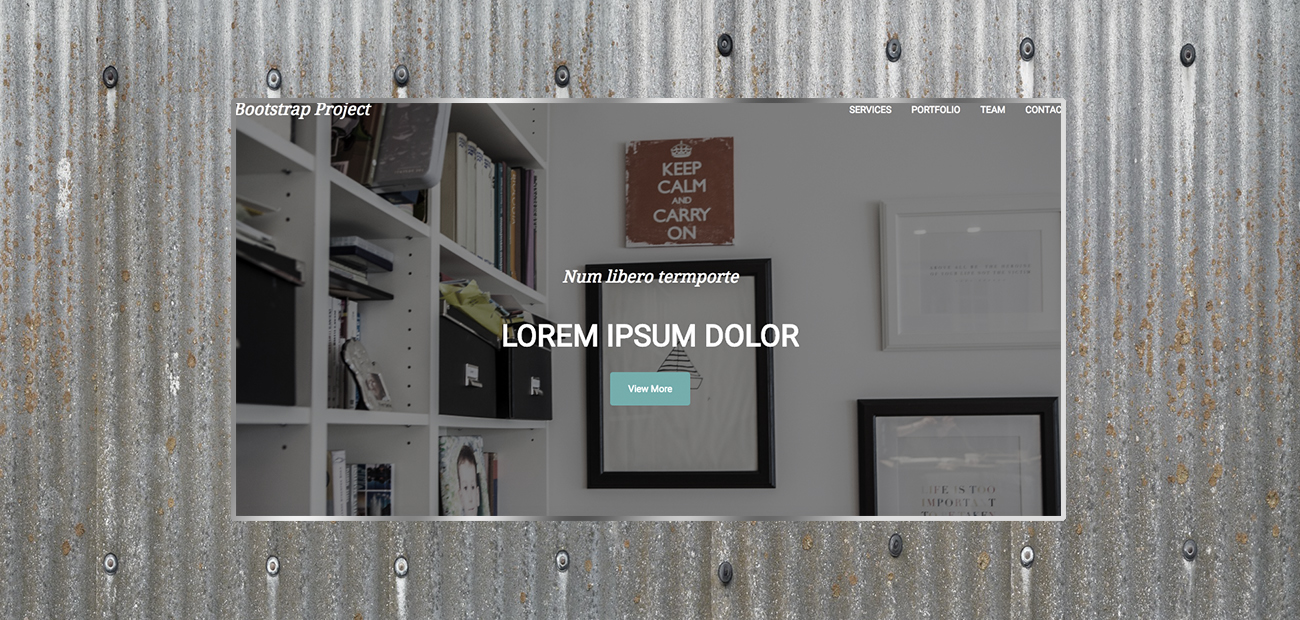 Bootstrap Project
SERVICES PORTFOLIO TEAM CONTAC
KEEP
CALM
AND
CARRY
ON
Num libero termporte
LOREM IPSUM DOLOR
View More
LIFE IS TOO
IMPORTANT